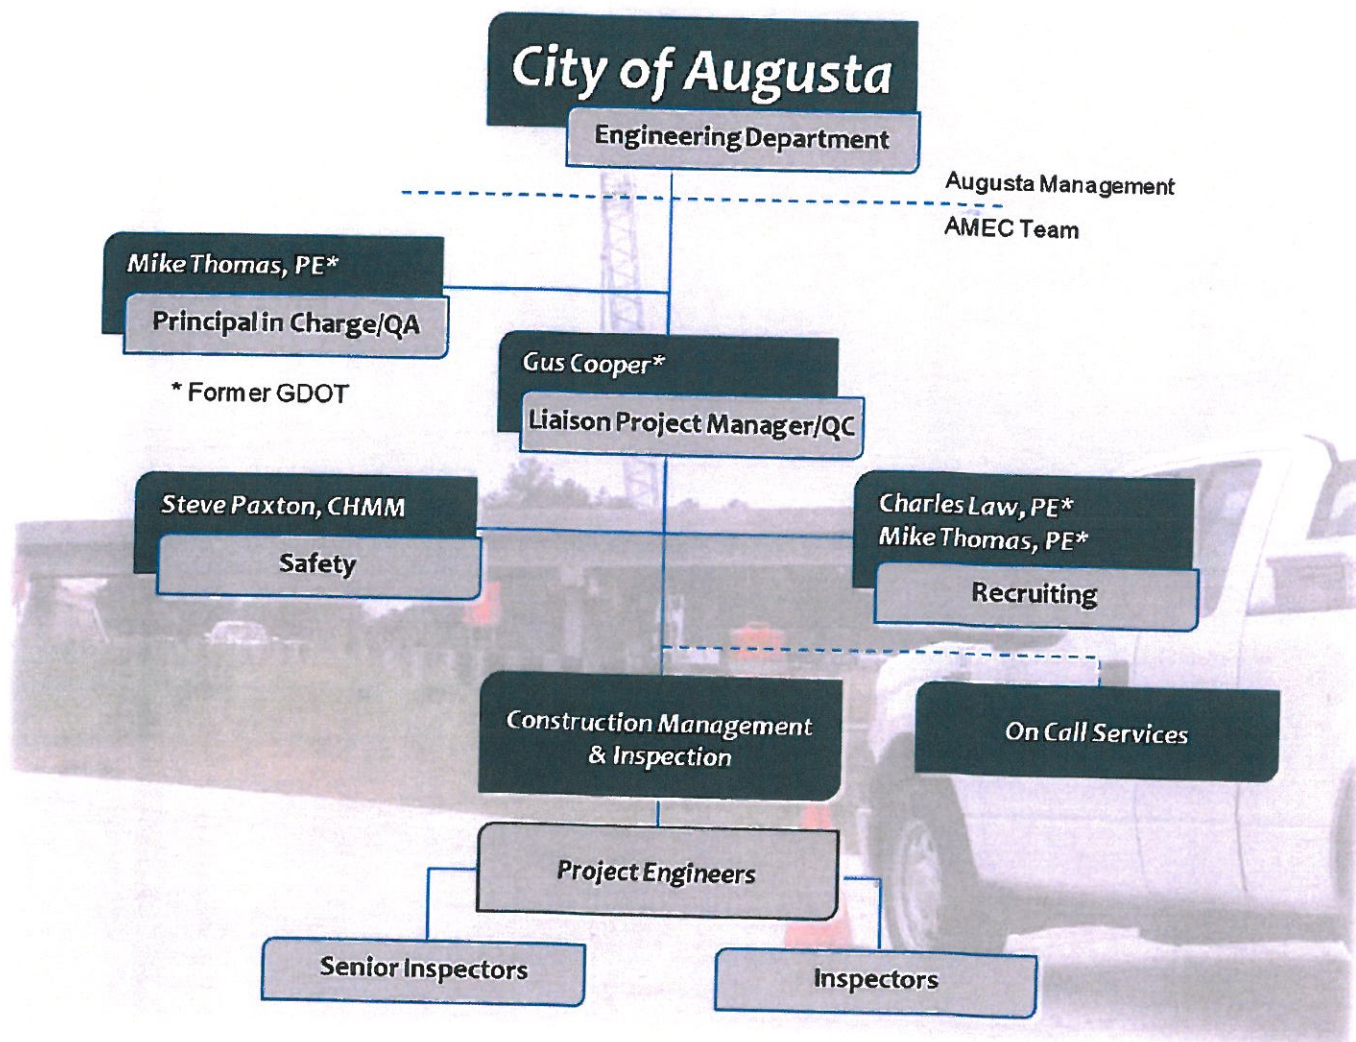 City of Augusta
Engineering Department
Augusta Management
AMEC Team
Mike Thomas, PE*
Principal in Charge/QA
* Former GDOT
Gus Cooper*
Liaison Project Manager/QC
Steve Paxton, CHMM
Safety
Charles Law, PE*
Mike Thomas, PE*
Recruiting
Construction Management
& Inspection
On Call Services
Project Engineers
Senior Inspectors
Inspectors